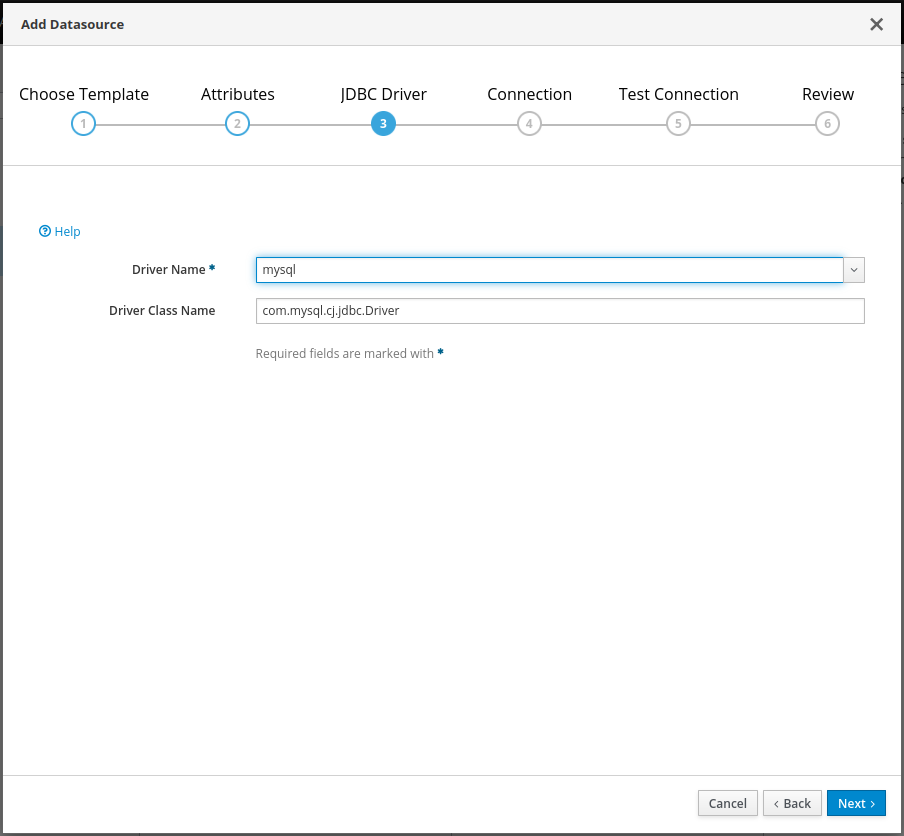 Add Datasource
Choose Template Attributes JDBC Driver Connection Test Connection Review
1 2 3 4 5 6
Help
Driver Name * mysql
Driver Class Name com.mysql.cj.jdbc.Driver
Required fields are marked with *
Cancel ‹ Back Next ›